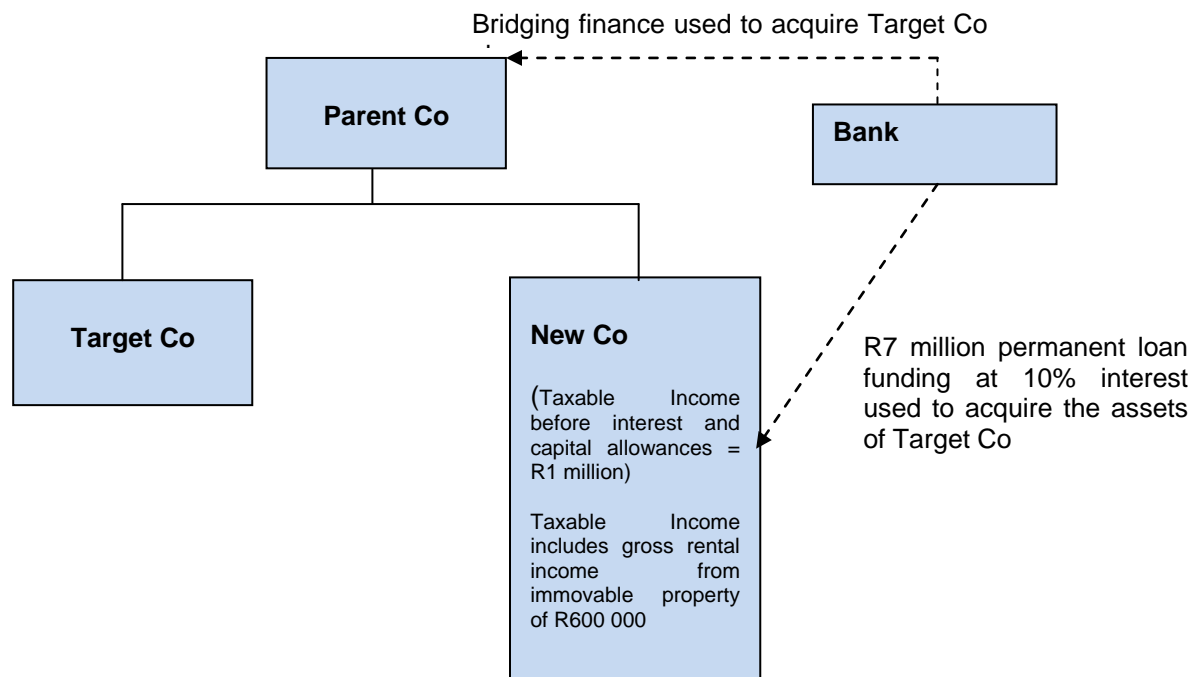 Bridging finance used to acquire Target Co
Parent Co
Bank
Target Co
New Co
(Taxable Income
before interest and
capital allowances =
R1 million)
Taxable Income
includes gross rental
income from
immovable property
of R600 000
R7 million permanent loan
funding at 10% interest
used to acquire the assets
of Target Co